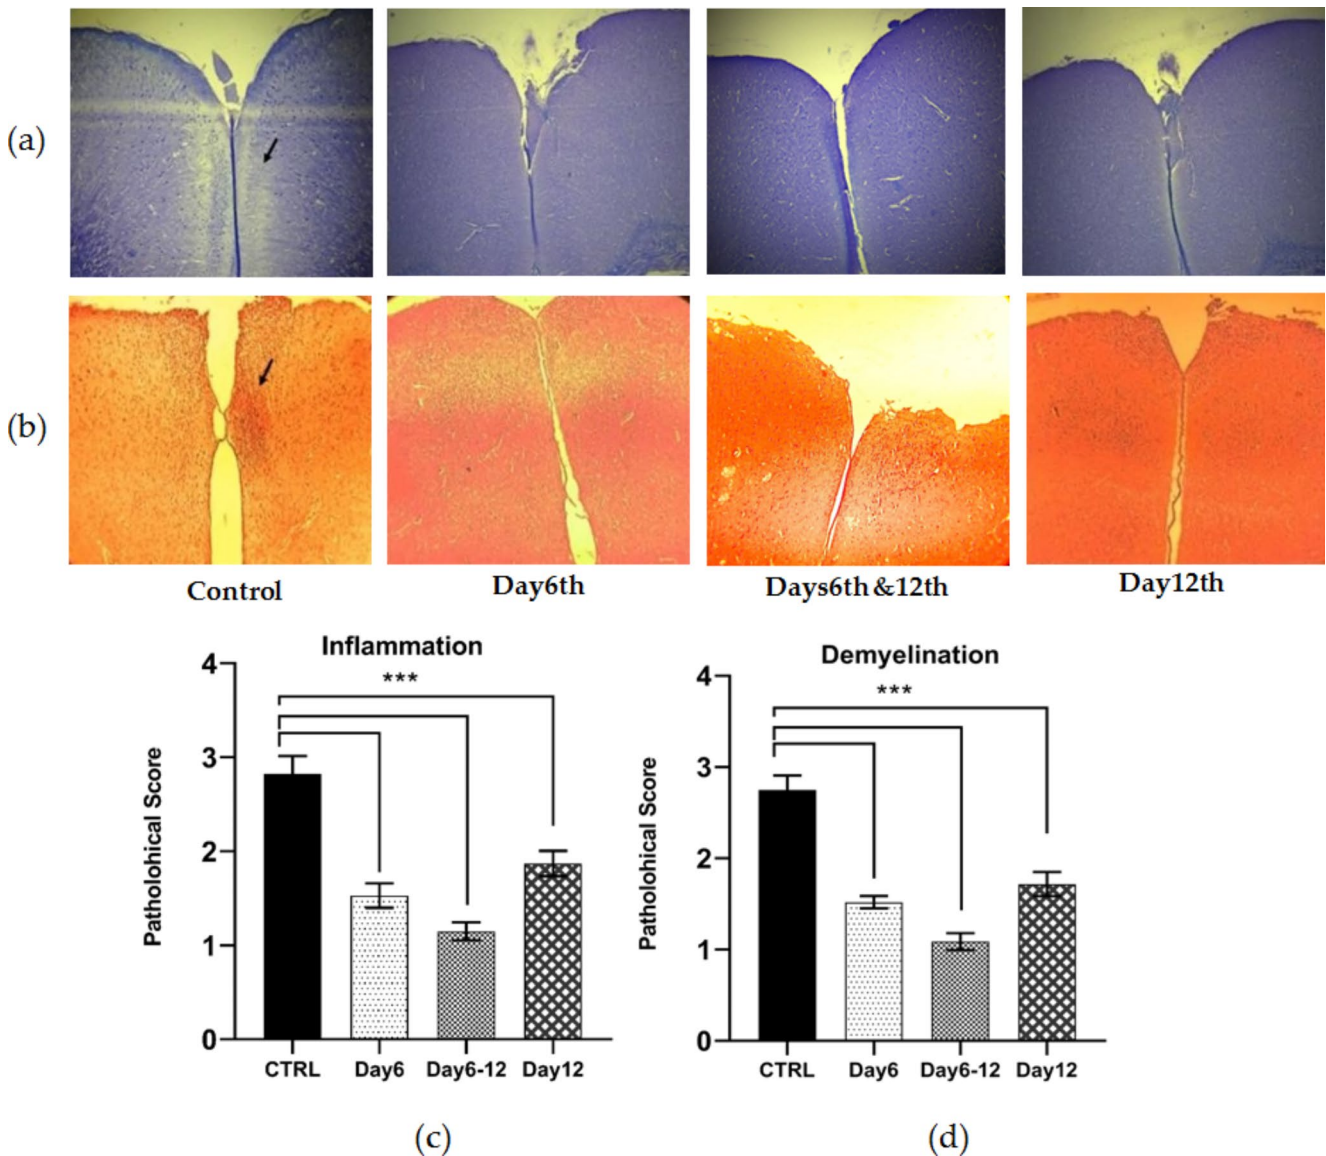 (a)
(b)
Control
Day6th
Days6th &12th
Day12th
Inflammation
***
Patholohical Score
4
3
2
1
0
CTRL
Day6
Day6-12
Day12
(c)
Demyelination
***
Patholohical Score
4
3
2
1
0
CTRL
Day6
Day6-12
Day12
(d)